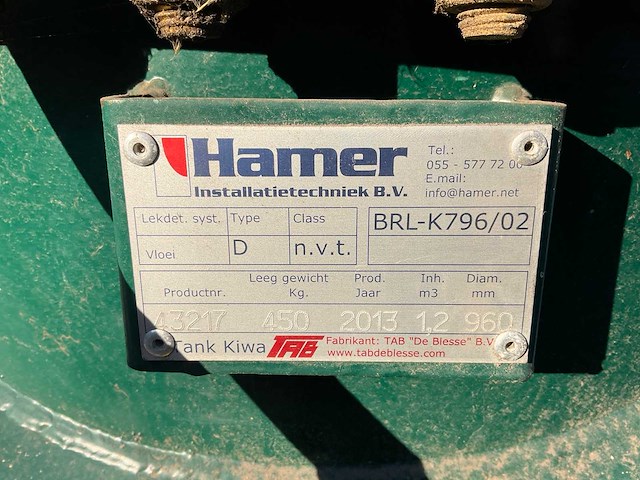 Hamer
Installatietechniek B.V.
Tel.:
055 - 577 72 00
E.mail:
info@hamer.net
Lekdet. syst. Type Class
Vloei D n.v.t.
BRL-K796/02
Leeg gewicht Prod. Inh. Diam.
Productnr. Kg. Jaar m3 mm
43217 450 2013 1,2 960
Tank Kiwa TAB Fabrikant: TAB "De Blesse" B.V.
www.tabdeblesse.com